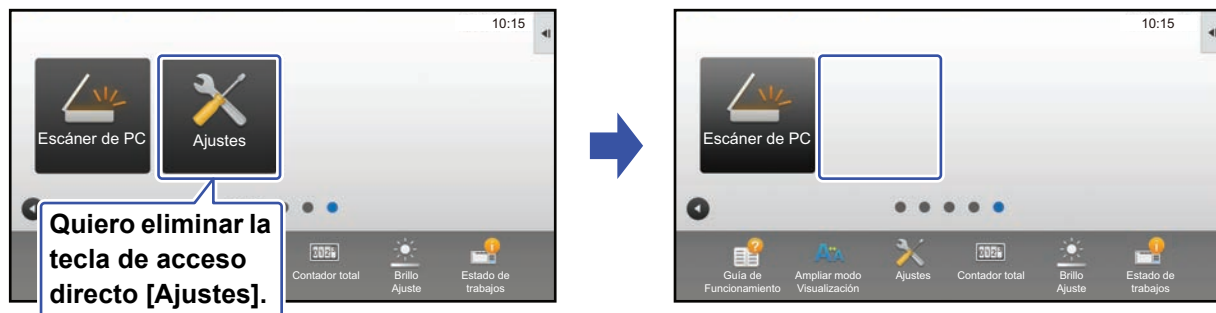 10:15
Escáner de PC
Ajustes
Quiero eliminar la
tecla de acceso
directo [Ajustes].
Contador total
Brillo
Ajuste
Estado de
trabajos
10:15
Escáner de PC
Guía de
Funcionamiento
Ampliar modo
Visualización
Ajustes
Contador total
Brillo
Ajuste
Estado de
trabajos